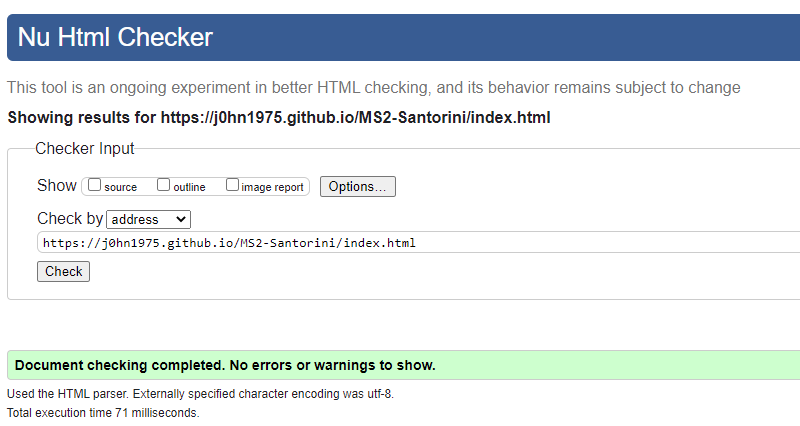 Nu Html Checker
This tool is an ongoing experiment in better HTML checking, and its behavior remains subject to change
Showing results for https://j0hn1975.github.io/MS2-Santorini/index.html
Checker Input
Show source outline image report Options...
Check by address
https://j0hn1975.github.io/MS2-Santorini/index.html
Check
Document checking completed. No errors or warnings to show.
Used the HTML parser. Externally specified character encoding was utf-8.
Total execution time 71 milliseconds.